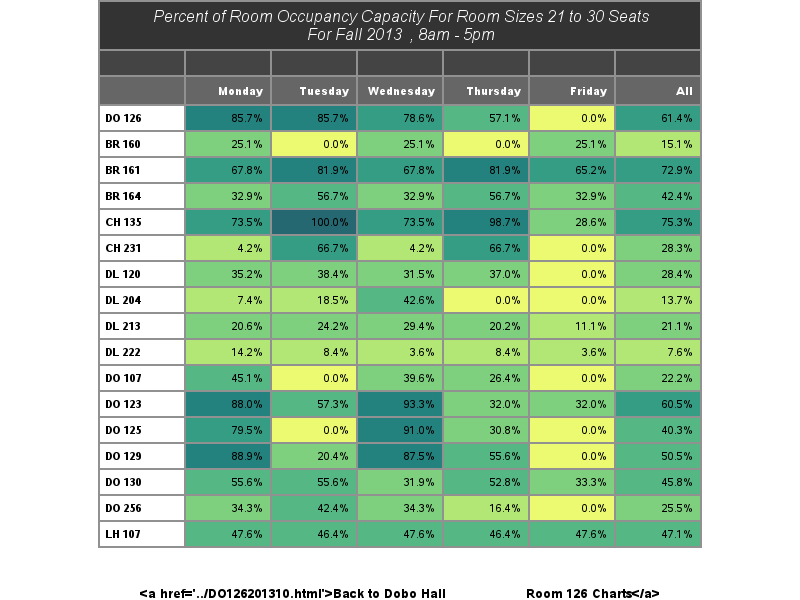 Percent of Room Occupancy Capacity For Room Sizes 21 to 30 Seats
For Fall 2013 , 8am - 5pm
Monday Tuesday Wednesday Thursday Friday All
DO 126 85.7% 85.7% 78.6% 57.1% 0.0% 61.4%
BR 160 25.1% 0.0% 25.1% 0.0% 25.1% 15.1%
BR 161 67.8% 81.9% 67.8% 81.9% 65.2% 72.9%
BR 164 32.9% 56.7% 32.9% 56.7% 32.9% 42.4%
CH 135 73.5% 100.0% 73.5% 98.7% 28.6% 75.3%
CH 231 4.2% 66.7% 4.2% 66.7% 0.0% 28.3%
DL 120 35.2% 38.4% 31.5% 37.0% 0.0% 28.4%
DL 204 7.4% 18.5% 42.6% 0.0% 0.0% 13.7%
DL 213 20.6% 24.2% 29.4% 20.2% 11.1% 21.1%
DL 222 14.2% 8.4% 3.6% 8.4% 3.6% 7.6%
DO 107 45.1% 0.0% 39.6% 26.4% 0.0% 22.2%
DO 123 88.0% 57.3% 93.3% 32.0% 32.0% 60.5%
DO 125 79.5% 0.0% 91.0% 30.8% 0.0% 40.3%
DO 129 88.9% 20.4% 87.5% 55.6% 0.0% 50.5%
DO 130 55.6% 55.6% 31.9% 52.8% 33.3% 45.8%
DO 256 34.3% 42.4% 34.3% 16.4% 0.0% 25.5%
LH 107 47.6% 46.4% 47.6% 46.4% 47.6% 47.1%
<a href='../DO126201310.html'>Back to Dobo Hall Room 126 Charts</a>